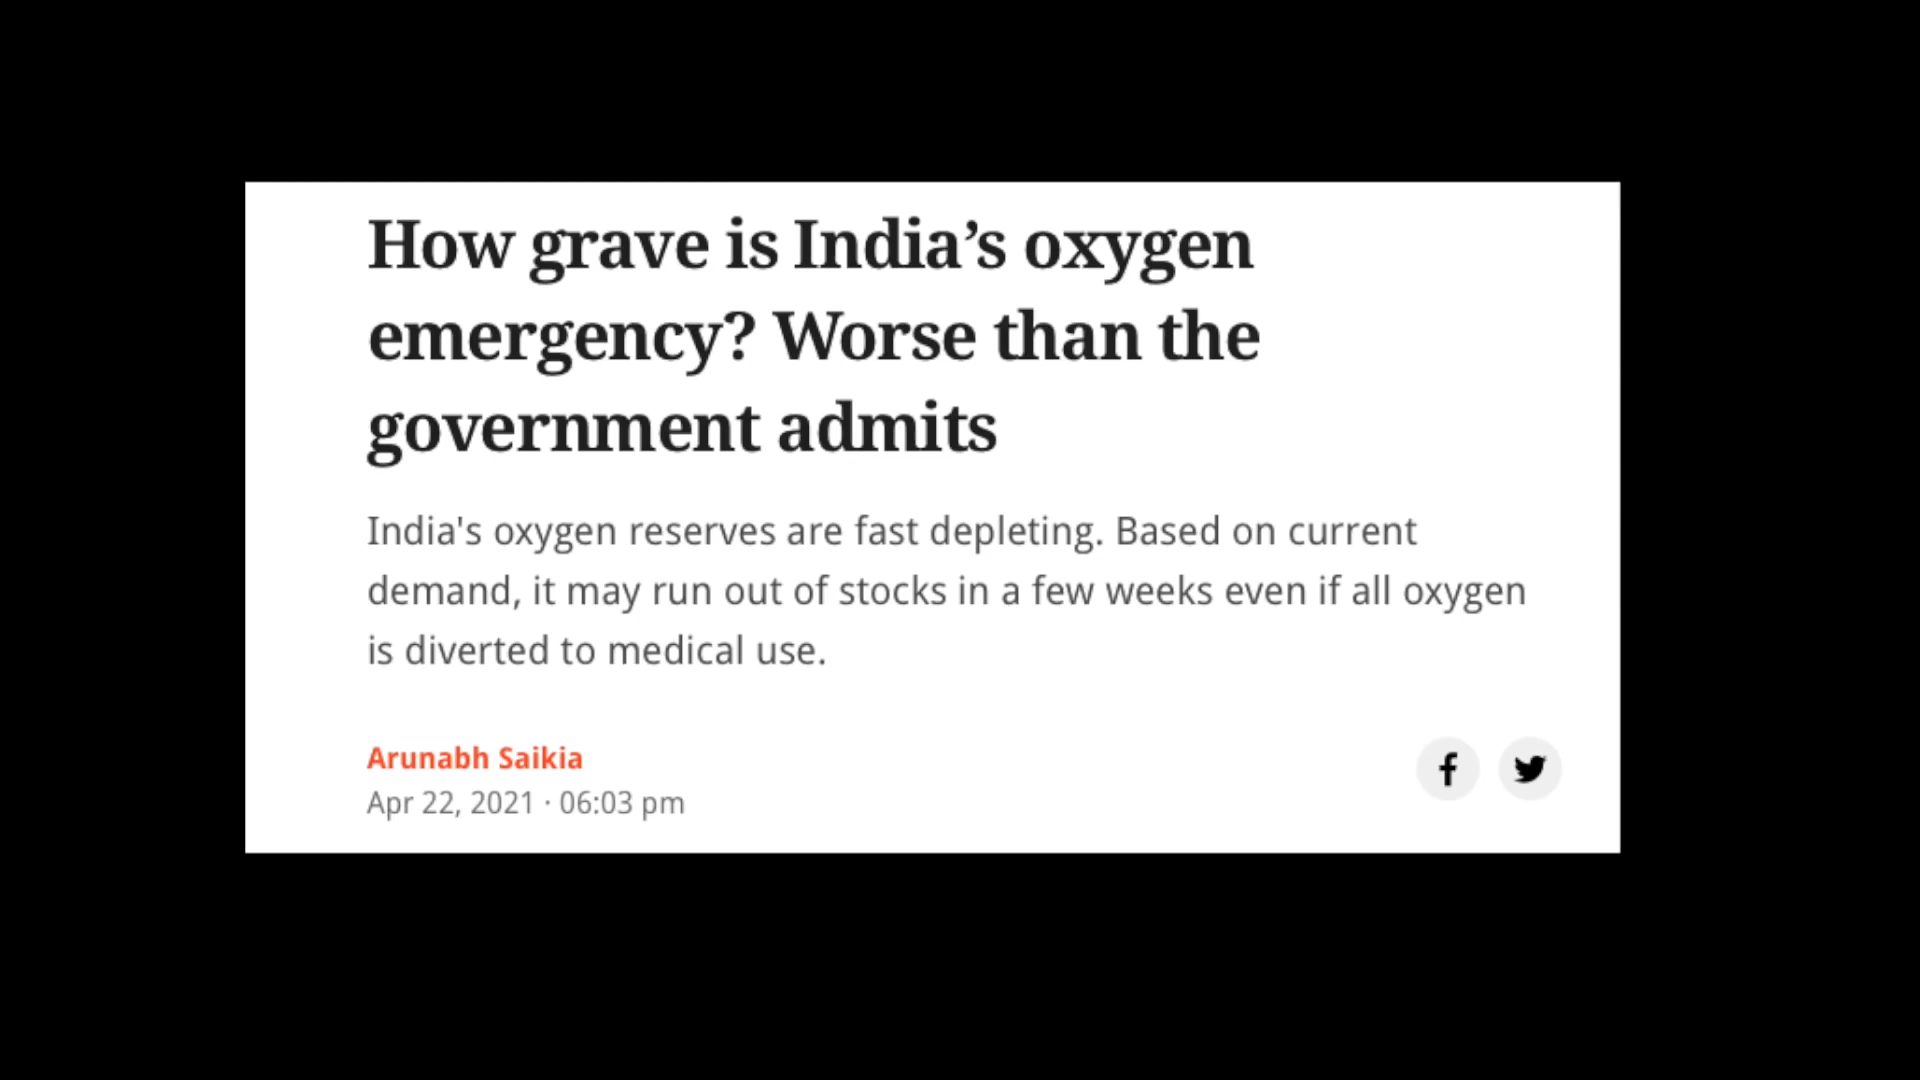 How grave is India’s oxygen
emergency? Worse than the
government admits
India's oxygen reserves are fast depleting. Based on current
demand, it may run out of stocks in a few weeks even if all oxygen
is diverted to medical use.
Arunabh Saikia
Apr 22, 2021 · 06:03 pm